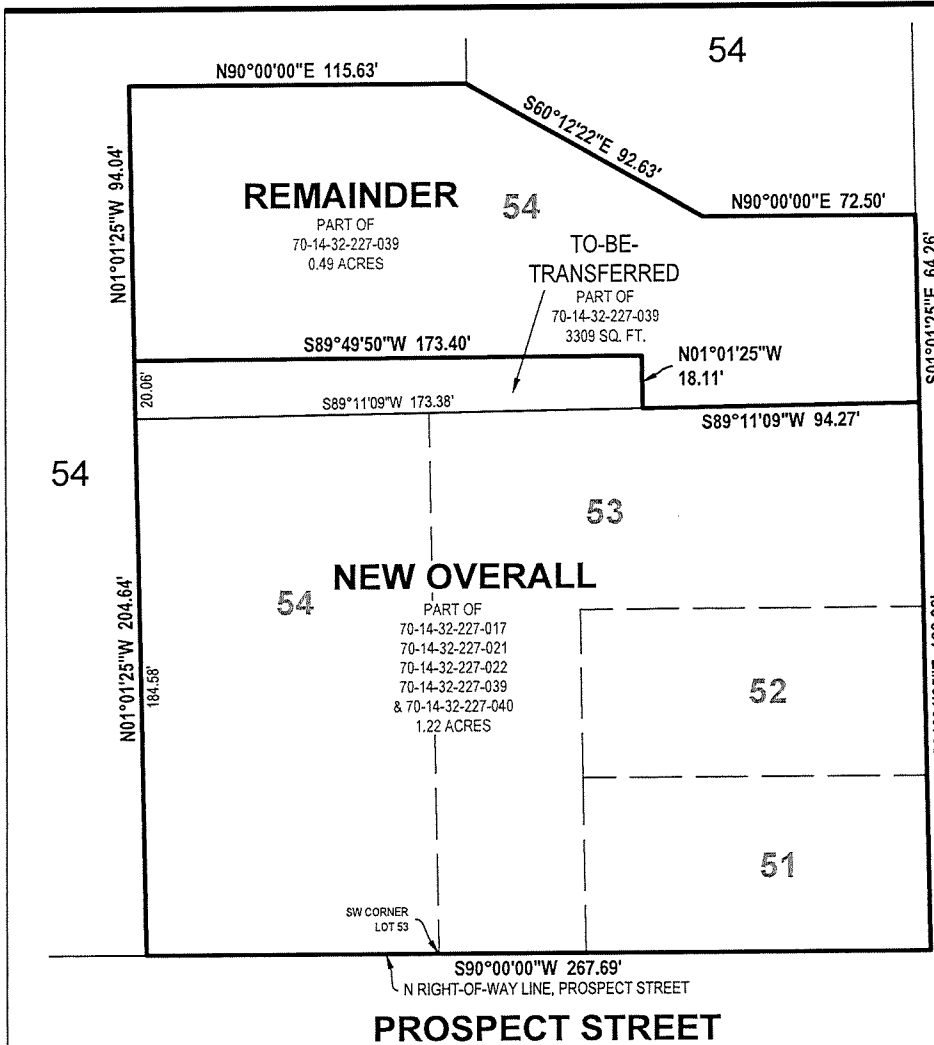 54
N90°00'00"E 115.63'
S60°12'22"E 92.63'
N90°00'00"E 72.50'
N01°01'25"W 94.04'
REMAINDER
PART OF
70-14-32-227-039
0.49 ACRES
54
TO-BE-
TRANSFERRED
PART OF
70-14-32-227-039
3309 SQ. FT.
S01°01'25"E 64.26'
S89°49'50"W 173.40'
N01°01'25"W
18.11'
20.06'
S89°11'09"W 173.38'
S89°11'09"W 94.27'
54
53
NEW OVERALL
54
PART OF
70-14-32-227-017
70-14-32-227-021
70-14-32-227-022
70-14-32-227-039
& 70-14-32-227-040
1.22 ACRES
N01°01'25"W 204.64'
184.58'
52
51
SW CORNER
LOT 53
S90°00'00"W 267.69'
N RIGHT-OF-WAY LINE, PROSPECT STREET
PROSPECT STREET